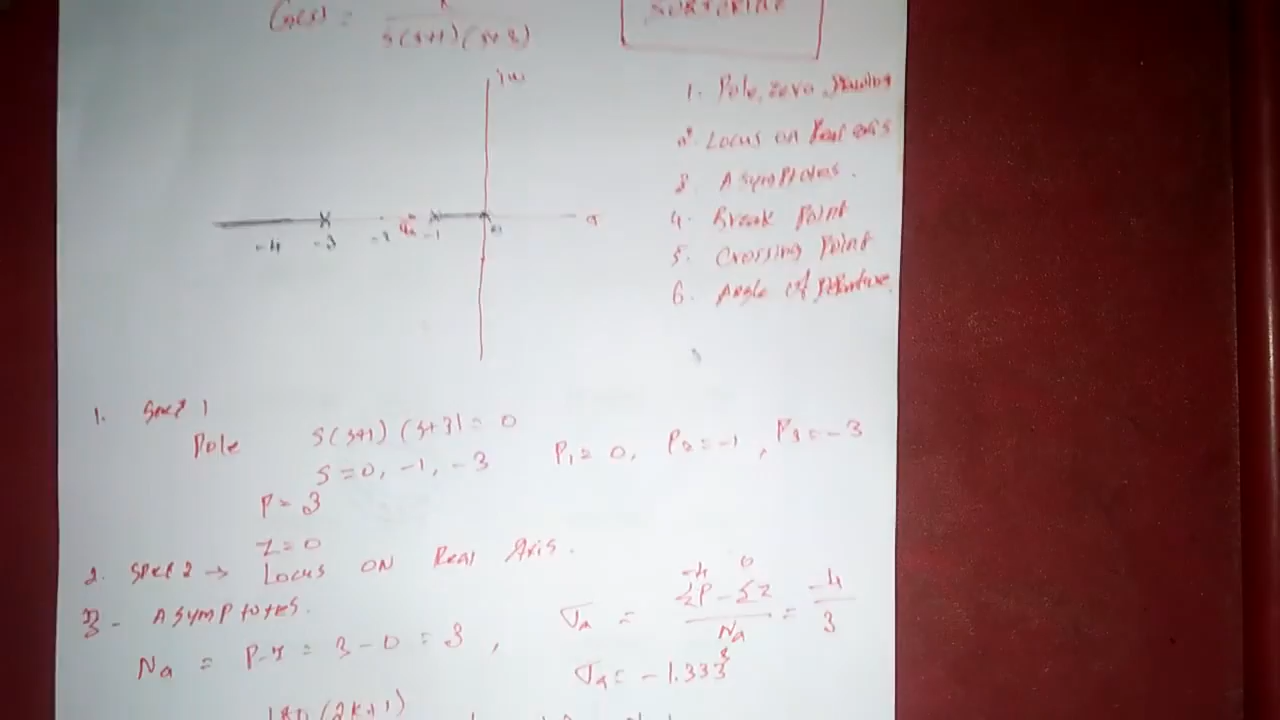 G(s) = K
s(s+1)(s+3)
jω
σ
-4 -3 -2 σa -1 0
1. Pole, zero
2. Locus on Real axis
3. Asymptotes.
4. Break Point
5. Crossing Point
6. Angle of
1. Step 1
Pole s(s+1)(s+3) = 0
s = 0, -1, -3 P1 = 0, P2 = -1, P3 = -3
P = 3
Z = 0
2. Step 2 → Locus ON Real Axis.
3 - Asymptotes.
σa = ΣP - ΣZ / Na = -4 / 3
-4 0
Na = P-Z = 3 - 0 = 3,
σa = -1.333
180 (2K+1)